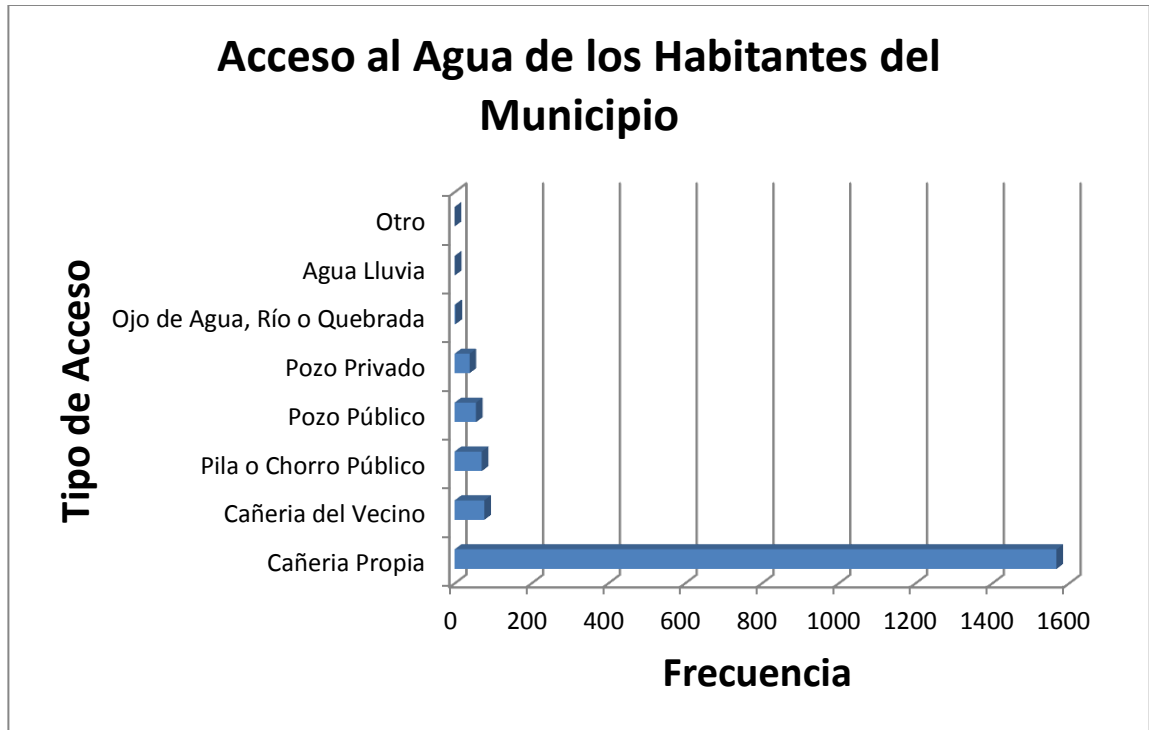 Acceso al Agua de los Habitantes del
Municipio
Tipo de Acceso
Otro
Agua Lluvia
Ojo de Agua, Río o Quebrada
Pozo Privado
Pozo Público
Pila o Chorro Público
Cañeria del Vecino
Cañeria Propia
0 200 400 600 800 1000 1200 1400 1600
Frecuencia